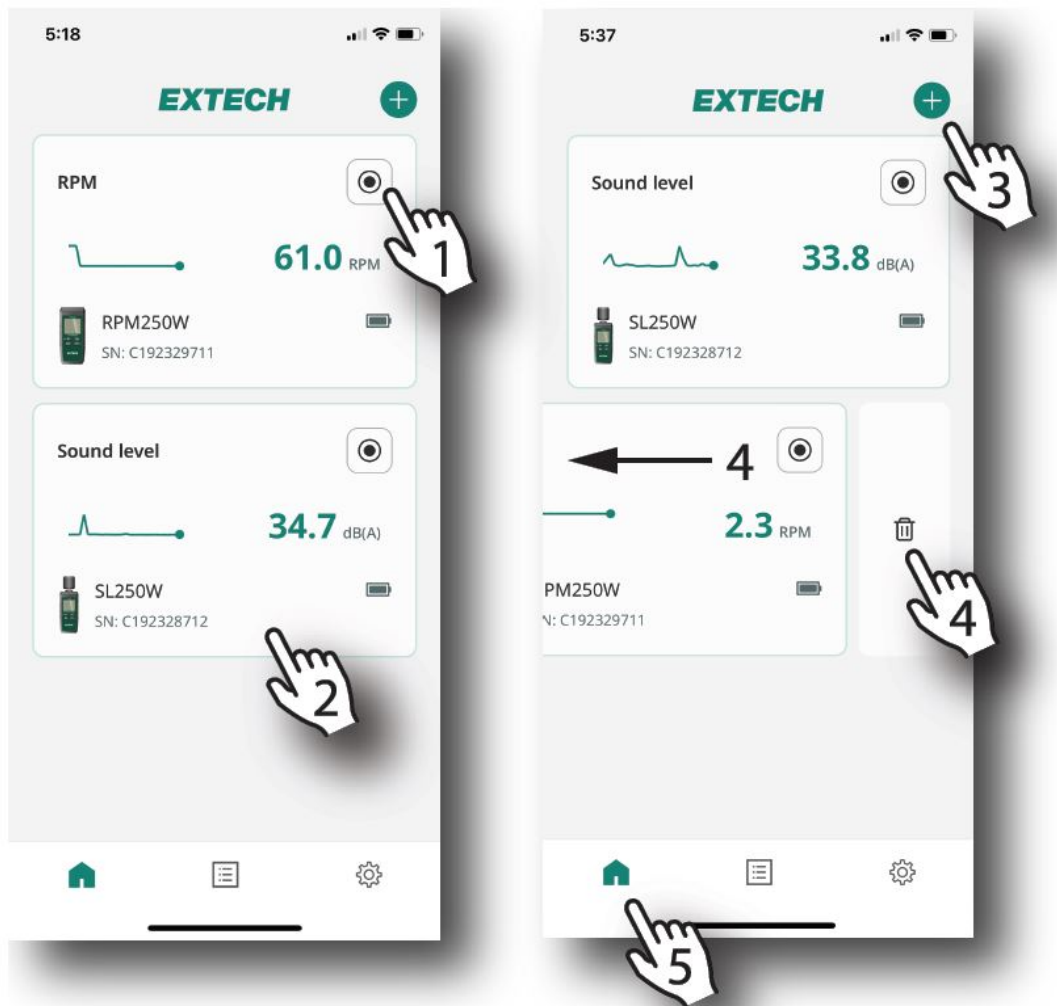 5:18
EXTECH
RPM
1
61.0 RPM
RPM250W
SN: C192329711
Sound level
34.7 dB(A)
SL250W
SN: C192328712
2
5:37
EXTECH
3
Sound level
33.8 dB(A)
SL250W
SN: C192328712
4
2.3 RPM
PM250W
N: C192329711
4
5